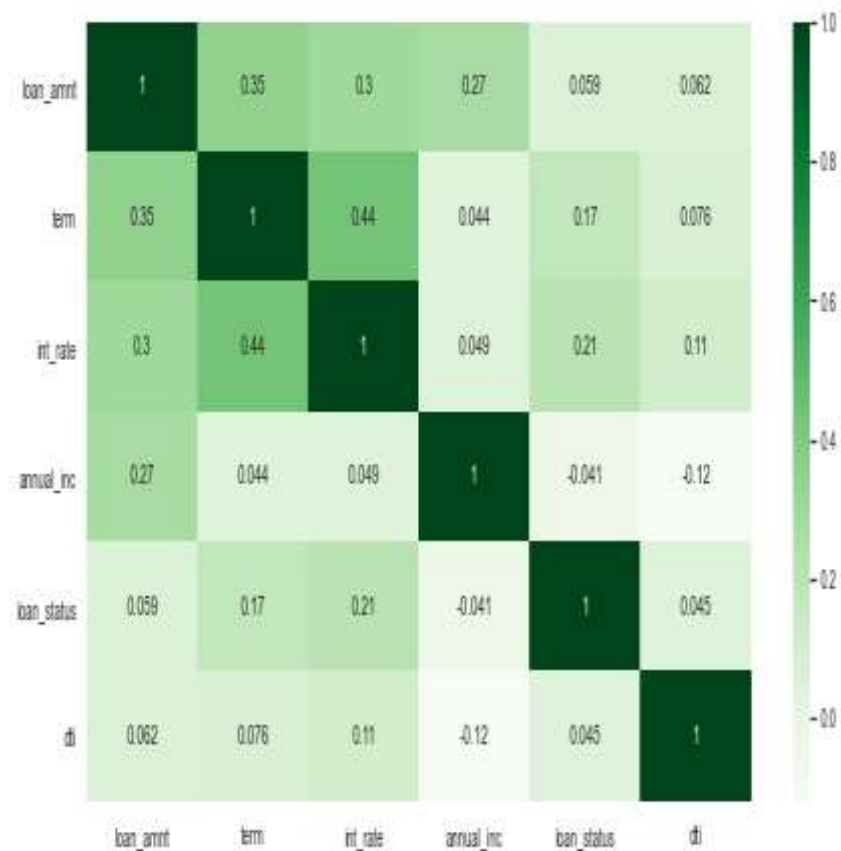 loan_amnt 1 0.35 0.3 0.27 0.059 0.062
term 0.35 1 0.44 0.044 0.17 0.076
int_rate 0.3 0.44 1 0.049 0.21 0.11
annual_inc 0.27 0.044 0.049 1 -0.041 -0.12
loan_status 0.059 0.17 0.21 -0.041 1 0.045
dti 0.062 0.076 0.11 -0.12 0.045 1
loan_amnt term int_rate annual_inc loan_status dti
1.0
0.8
0.6
0.4
0.2
0.0